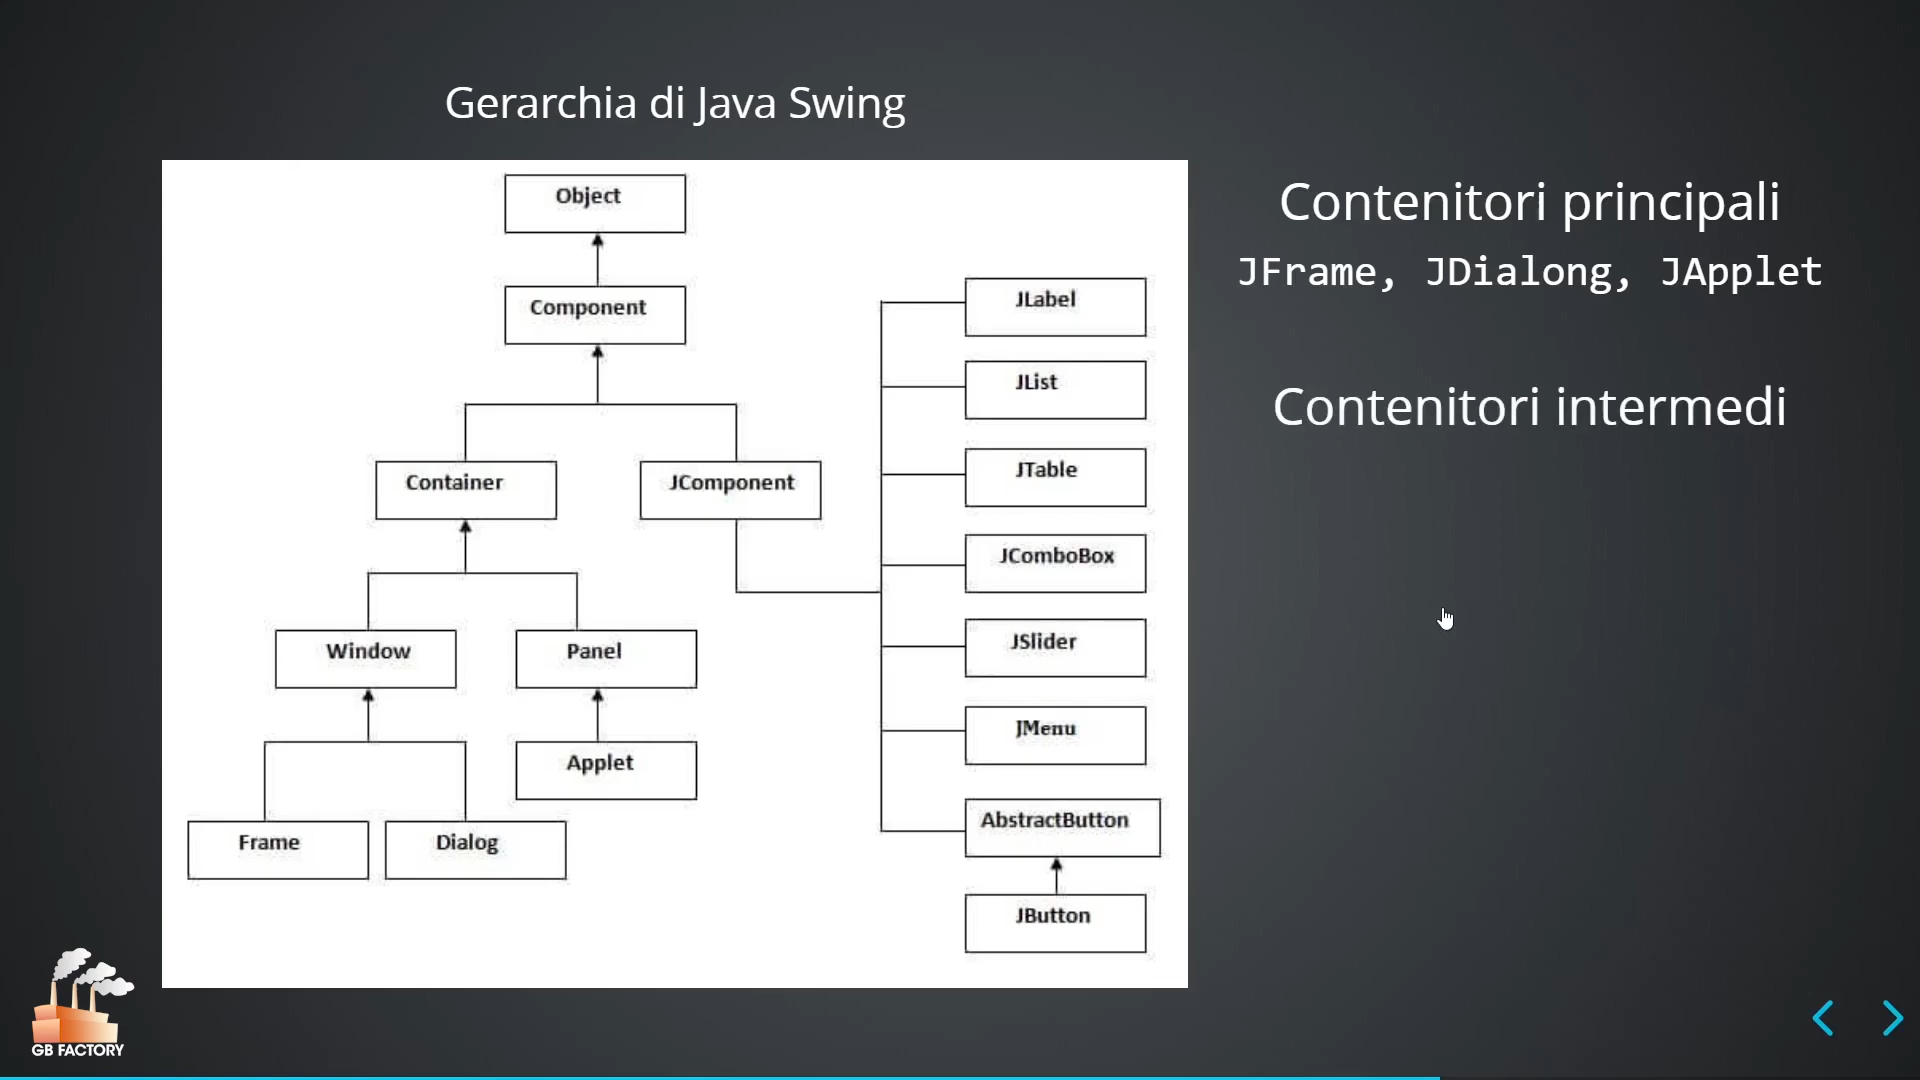 Gerarchia di Java Swing
Object
Component
Container
JComponent
Window
Panel
Applet
Frame
Dialog
JLabel
JList
JTable
JComboBox
JSlider
JMenu
AbstractButton
JButton
Contenitori principali
JFrame, JDialong, JApplet
Contenitori intermedi
GB FACTORY